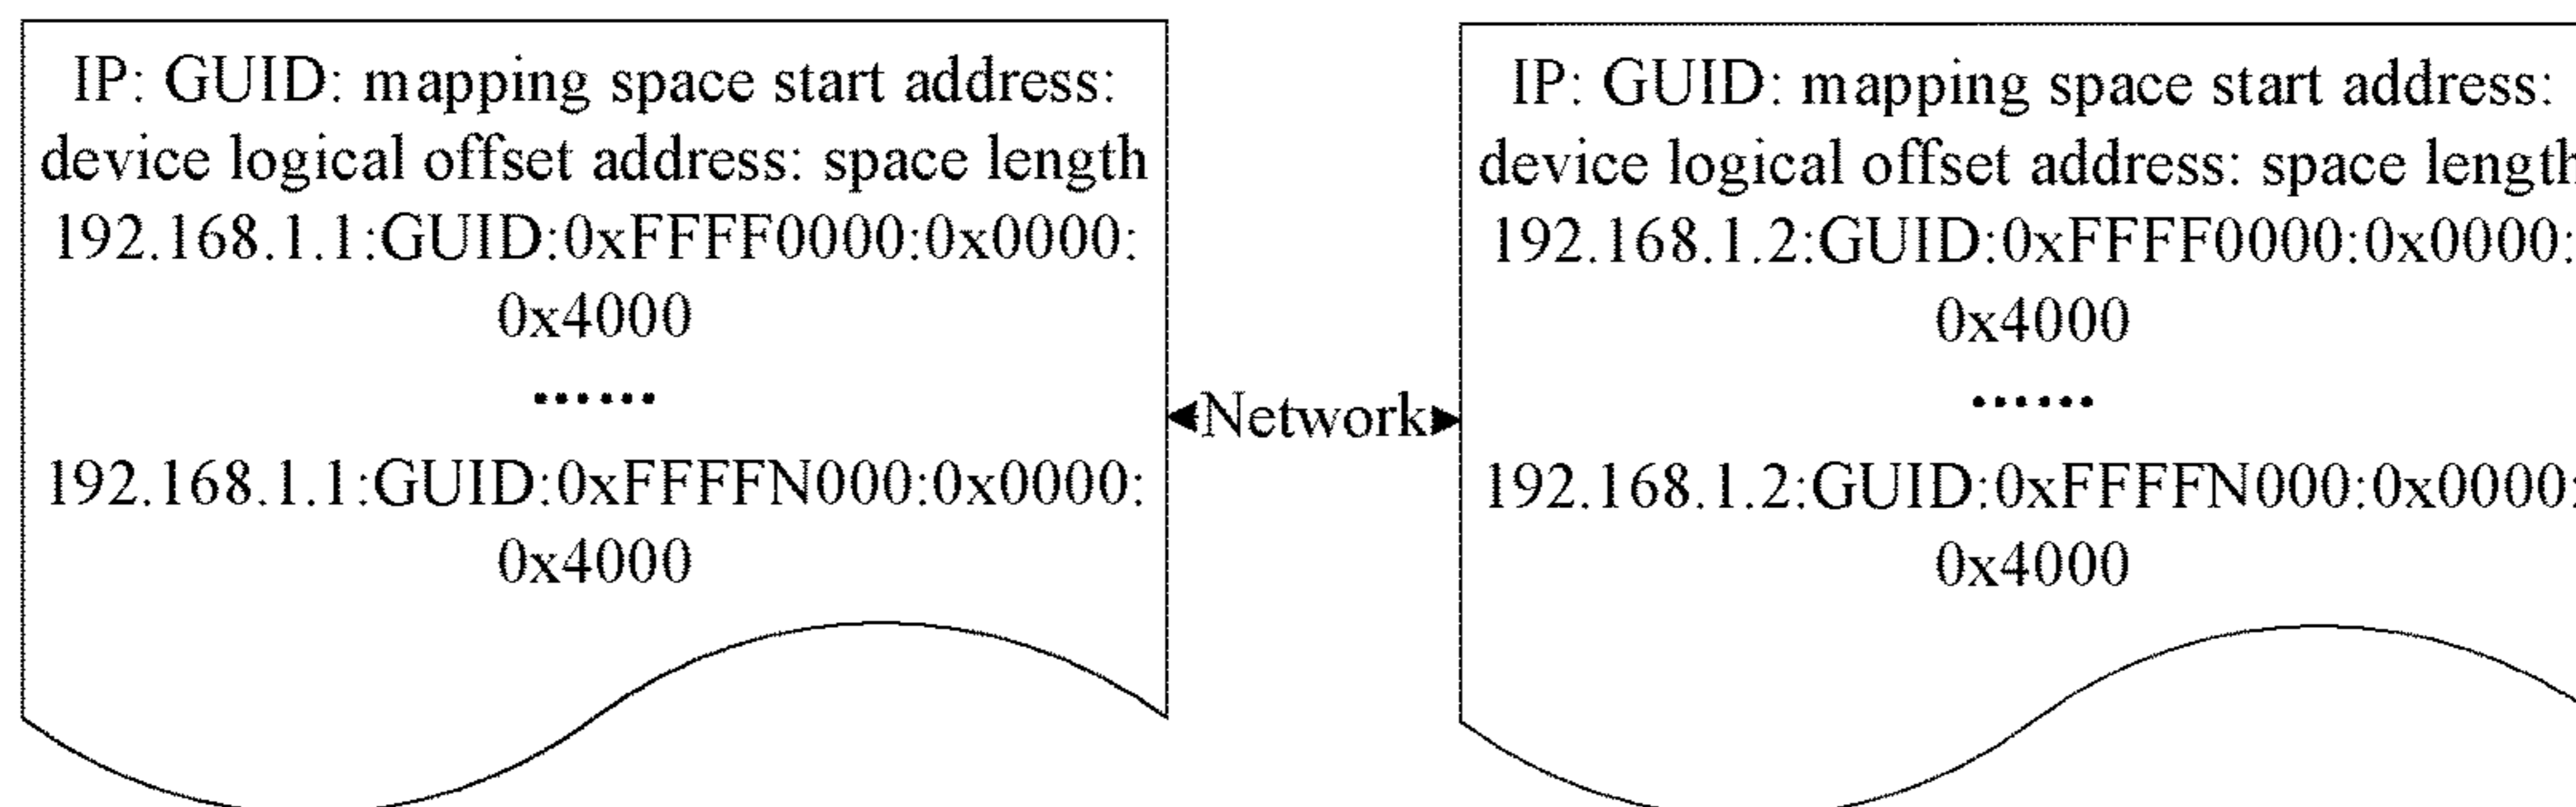 IP: GUID: mapping space start address:
device logical offset address: space length
192.168.1.1:GUID:0xFFFF0000:0x0000:
0x4000
......
192.168.1.1:GUID:0xFFFFN000:0x0000:
0x4000
Network
IP: GUID: mapping space start address:
device logical offset address: space length
192.168.1.2:GUID:0xFFFF0000:0x0000:
0x4000
......
192.168.1.2:GUID:0xFFFFN000:0x0000:
0x4000